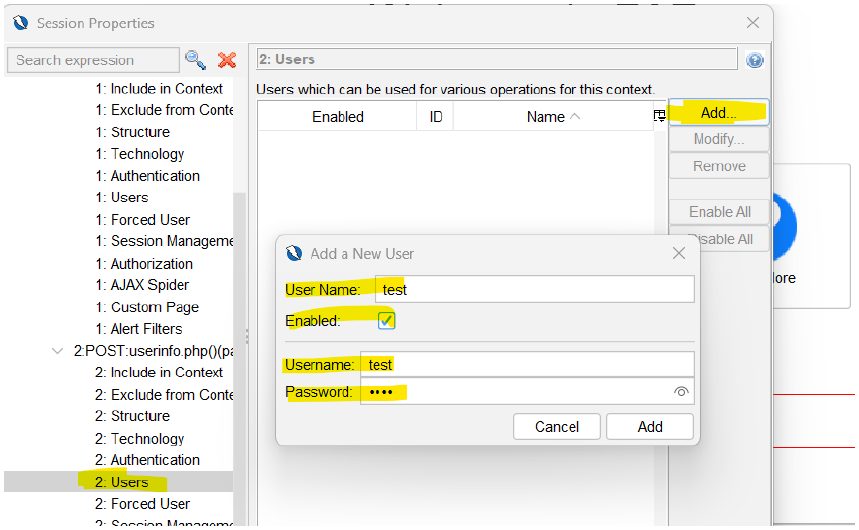 Session Properties
Search expression
2: Users
1: Include in Context
1: Exclude from Conte
1: Structure
1: Technology
1: Authentication
1: Users
1: Forced User
1: Session Manageme
1: Authorization
1: AJAX Spider
1: Custom Page
1: Alert Filters
2:POST:userinfo.php()(pa
2: Include in Context
2: Exclude from Conte
2: Structure
2: Technology
2: Authentication
2: Users
2: Forced User
2: Session Manageme
Users which can be used for various operations for this context.
Enabled ID Name
Add...
Modify...
Remove
Enable All
Disable All
Add a New User
User Name: test
Enabled:
Username: test
Password: ••••
Cancel Add
lore